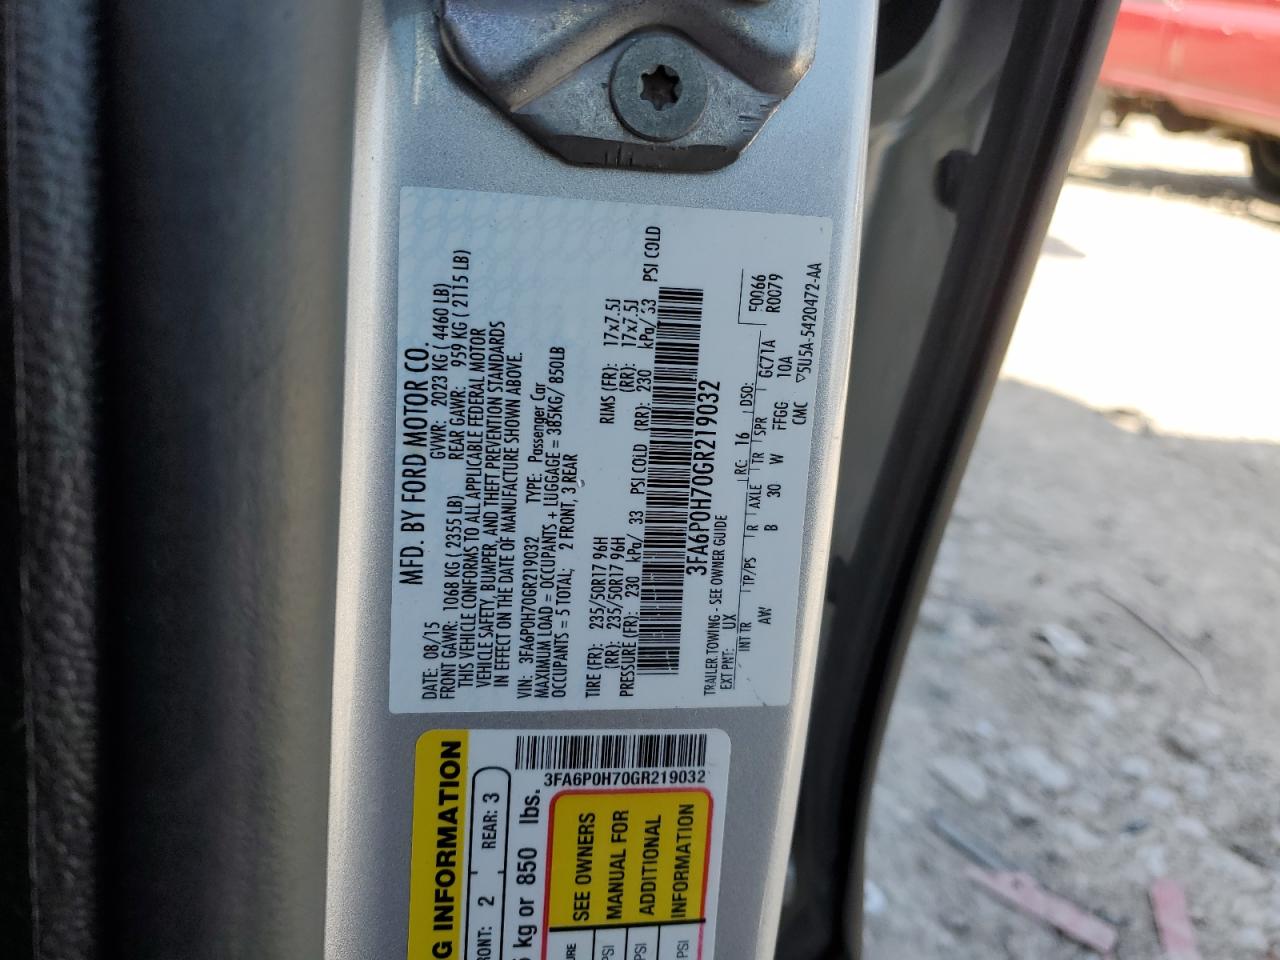 MFD. BY FORD MOTOR CO.
DATE: 08/15 GVWR: 2023 KG ( 4460 LB)
FRONT GAWR: 1068 KG ( 2355 LB) REAR GAWR: 959 KG ( 2115 LB)
THIS VEHICLE CONFORMS TO ALL APPLICABLE FEDERAL MOTOR
VEHICLE SAFETY, BUMPER, AND THEFT PREVENTION STANDARDS
IN EFFECT ON THE DATE OF MANUFACTURE SHOWN ABOVE.
VIN: 3FA6P0H70GR219032 TYPE: Passenger Car
MAXIMUM LOAD = OCCUPANTS + LUGGAGE = 385KG/ 850LB
OCCUPANTS = 5 TOTAL; 2 FRONT, 3 REAR
TIRE (FR): 235/50R17 96H RIMS (FR): 17x7.5J
(RR): 235/50R17 96H (RR): 17x7.5J
PRESSURE (FR): 230 kPa/ 33 PSI COLD (RR): 230 kPa/ 33 PSI COLD
3FA6P0H70GR219032
TRAILER TOWING - SEE OWNER GUIDE
EXT PNT: UX RC: 16 DSO: F0066
INT TR TP/PS R AXLE TR SPR GC71A R0079
AW B 30 W FFGG 10A
CMC ▽5U5A-5420472-AA
3FA6P0H70GR219032
G INFORMATION
RONT: 2 REAR: 3
kg or 850 lbs.
SEE OWNERS
MANUAL FOR
ADDITIONAL
INFORMATION
URE
PSI
PSI
PSI